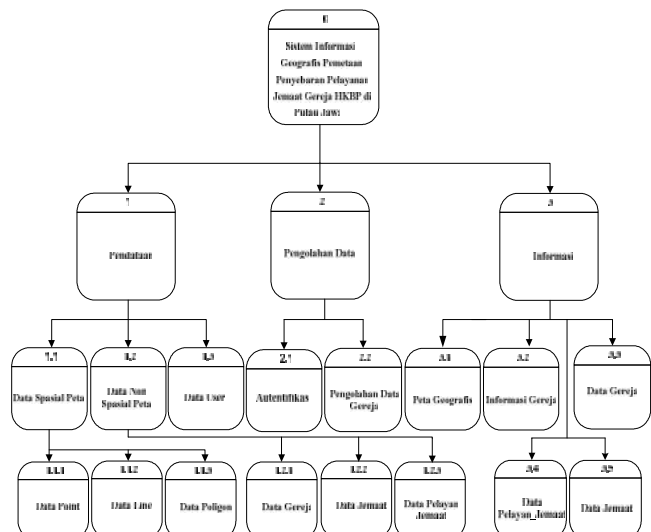 0
Sistem Informasi
Geografis Pemetaan
Penyebaran Pelayanan
Jemaat Gereja HKBP di
Pulau Jawa
1
Pendataan
2
Pengolahan Data
3
Informasi
1.1
Data Spasial Peta
1.2
Data Non
Spasial Peta
1.3
Data User
2.1
Autentifikas
2.2
Pengolahan Data
Gereja
3.1
Peta Geografis
3.2
Informasi Gereja
3.3
Data Gereja
1.1.1
Data Point
1.1.2
Data Line
1.1.3
Data Poligon
1.2.1
Data Gereja
1.2.2
Data Jemaat
1.2.3
Data Pelayan
Jemaat
3.4
Data
Pelayan_Jemaat
3.5
Data Jemaat